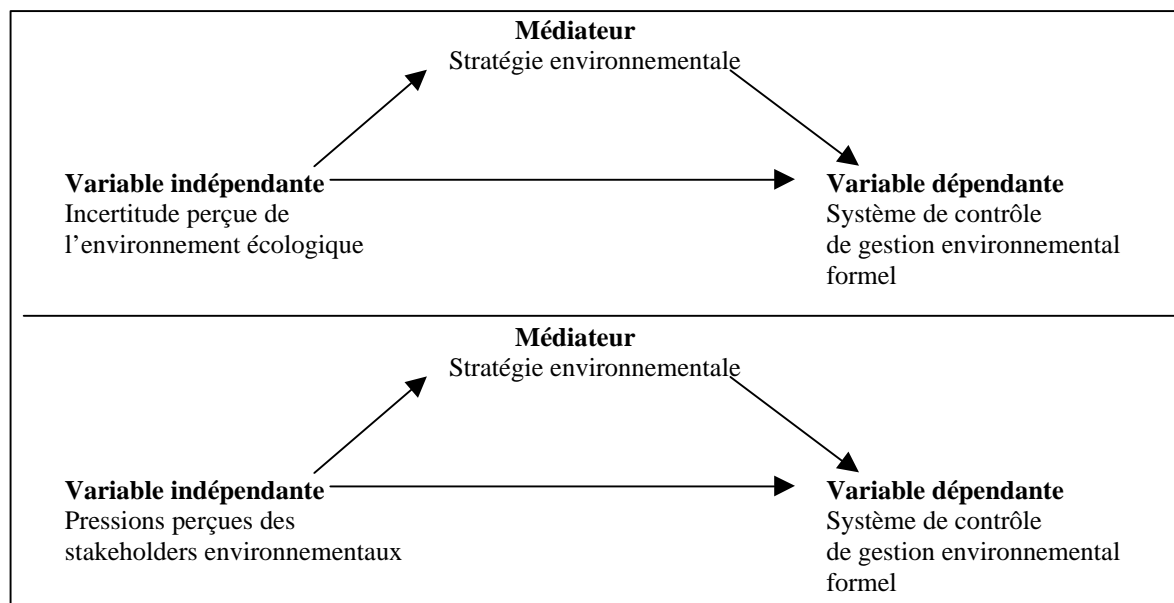 Médiateur
Stratégie environnementale
Variable indépendante
Incertitude perçue de
l’environnement écologique
Variable dépendante
Système de contrôle
de gestion environnemental
formel
Médiateur
Stratégie environnementale
Variable indépendante
Pressions perçues des
stakeholders environnementaux
Variable dépendante
Système de contrôle
de gestion environnemental
formel